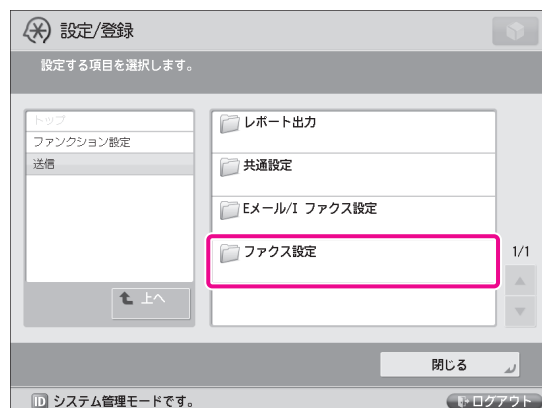 設定/登録
設定する項目を選択します。
トップ
ファンクション設定
送信
上へ
レポート出力
共通設定
Eメール/I ファクス設定
ファクス設定
1/1
閉じる
ID システム管理モードです。
ログアウト